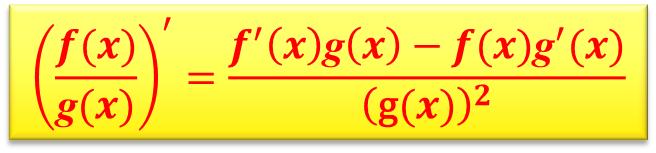 (f(x)/g(x))′ = (f′(x)g(x) − f(x)g′(x))/(g(x))²